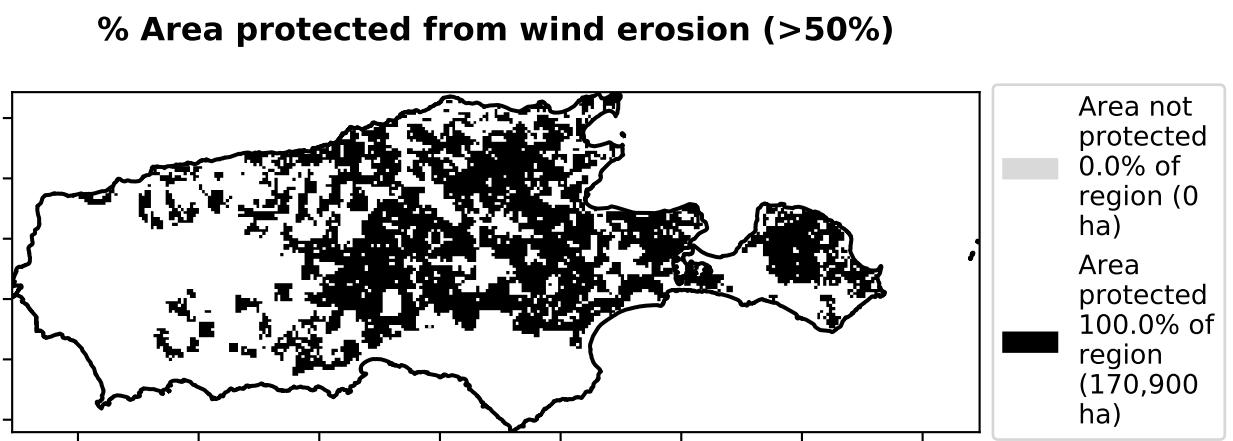 % Area protected from wind erosion (>50%)
Area not
protected
0.0% of
region (0
ha)
Area
protected
100.0% of
region
(170,900
ha)